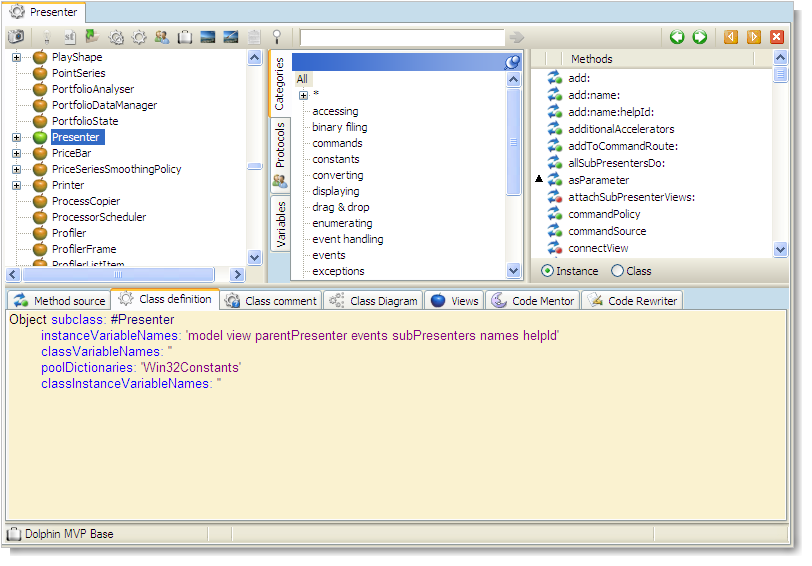 Presenter
st
PlayShape
PointSeries
PortfolioAnalyser
PortfolioDataManager
PortfolioState
Presenter
PriceBar
PriceSeriesSmoothingPolicy
Printer
ProcessCopier
ProcessorScheduler
Profiler
ProfilerFrame
ProfilerListItem
Categories
Protocols
Variables
All
*
accessing
binary filing
commands
constants
converting
displaying
drag & drop
enumerating
event handling
events
exceptions
Methods
add:
add:name:
add:name:helpId:
additionalAccelerators
addToCommandRoute:
allSubPresentersDo:
asParameter
attachSubPresenterViews:
commandPolicy
commandSource
connectView
Instance Class
Method source Class definition Class comment Class Diagram Views Code Mentor Code Rewriter
Object subclass: #Presenter
instanceVariableNames: 'model view parentPresenter events subPresenters names helpId'
classVariableNames: ''
poolDictionaries: 'Win32Constants'
classInstanceVariableNames: ''
Dolphin MVP Base